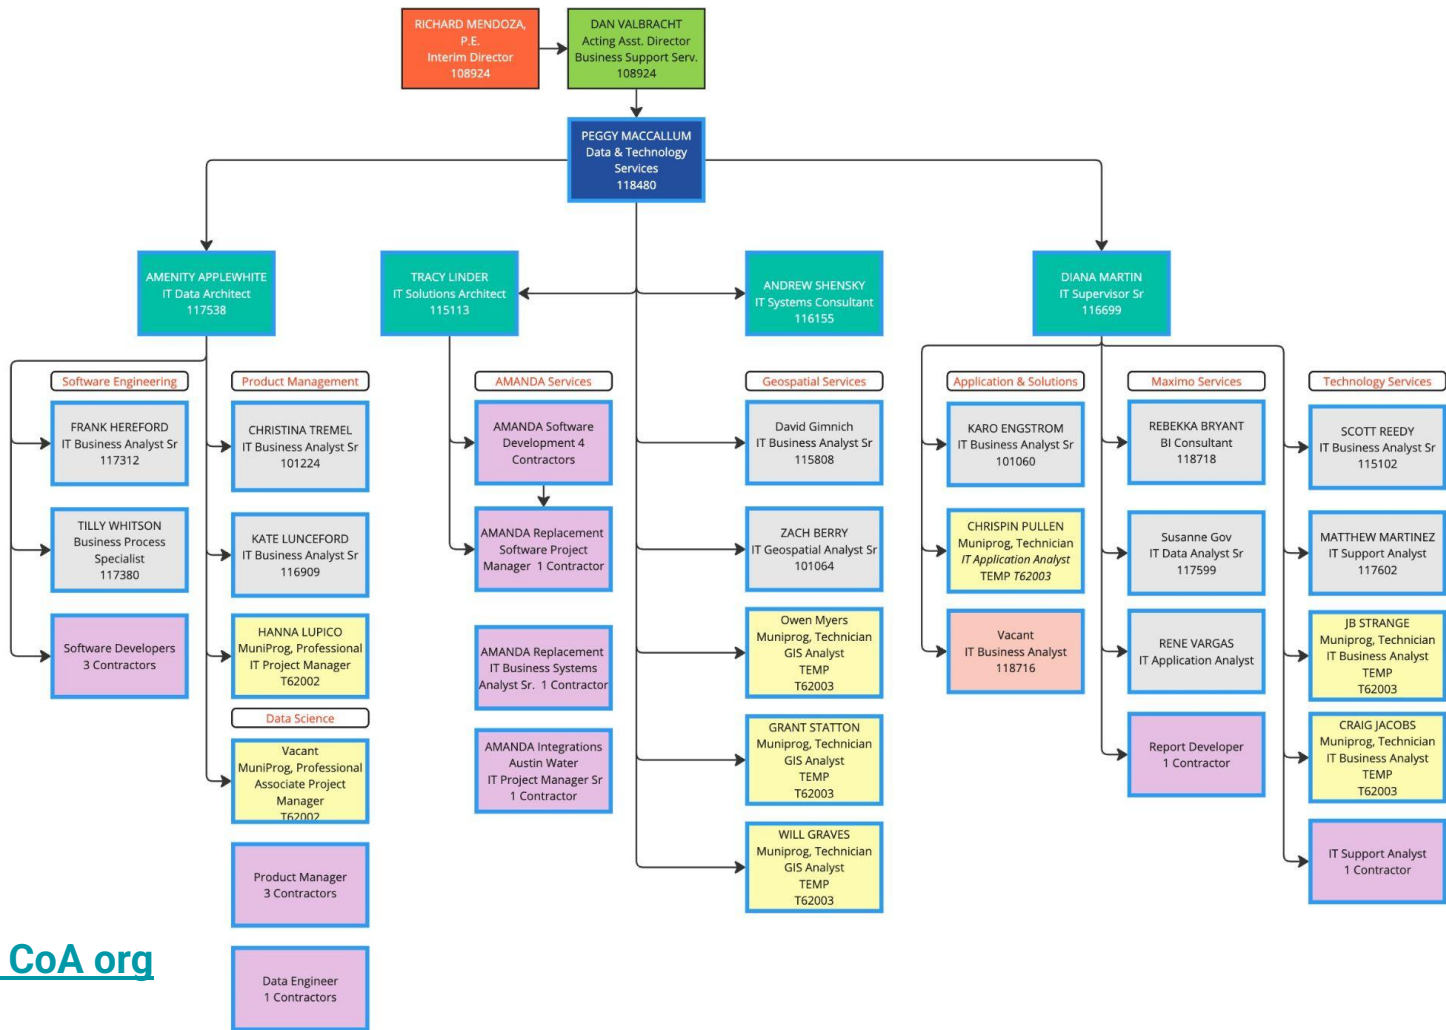 RICHARD MENDOZA,
P.E.
Interim Director
108924
DAN VALBRACHT
Acting Asst. Director
Business Support Serv.
108924
PEGGY MACCALLUM
Data & Technology
Services
118480
AMENITY APPLEWHITE
IT Data Architect
117538
TRACY LINDER
IT Solutions Architect
115113
ANDREW SHENSKY
IT Systems Consultant
116155
DIANA MARTIN
IT Supervisor Sr
116699
Software Engineering
FRANK HEREFORD
IT Business Analyst Sr
117312
TILLY WHITSON
Business Process
Specialist
117380
Software Developers
3 Contractors
Product Management
CHRISTINA TREMEL
IT Business Analyst Sr
101224
KATE LUNCEFORD
IT Business Analyst Sr
116909
HANNA LUPICO
MuniProg, Professional
IT Project Manager
T62002
Data Science
Vacant
MuniProg, Professional
Associate Project
Manager
T62002
Product Manager
3 Contractors
Data Engineer
1 Contractors
AMANDA Services
AMANDA Software
Development 4
Contractors
AMANDA Replacement
Software Project
Manager 1 Contractor
AMANDA Replacement
IT Business Systems
Analyst Sr. 1 Contractor
AMANDA Integrations
Austin Water
IT Project Manager Sr
1 Contractor
Geospatial Services
David Gimnich
IT Business Analyst Sr
115808
ZACH BERRY
IT Geospatial Analyst Sr
101064
Owen Myers
Muniprog, Technician
GIS Analyst
TEMP
T62003
GRANT STATTON
Muniprog, Technician
GIS Analyst
TEMP
T62003
WILL GRAVES
Muniprog, Technician
GIS Analyst
TEMP
T62003
Application & Solutions
KARO ENGSTROM
IT Business Analyst Sr
101060
CHRISPIN PULLEN
Muniprog, Technician
IT Application Analyst
TEMP T62003
Vacant
IT Business Analyst
118716
Maximo Services
REBEKKA BRYANT
BI Consultant
118718
Susanne Gov
IT Data Analyst Sr
117599
RENE VARGAS
IT Application Analyst
Report Developer
1 Contractor
Technology Services
SCOTT REEDY
IT Business Analyst Sr
115102
MATTHEW MARTINEZ
IT Support Analyst
117602
JB STRANGE
Muniprog, Technician
IT Business Analyst
TEMP
T62003
CRAIG JACOBS
Muniprog, Technician
IT Business Analyst
TEMP
T62003
IT Support Analyst
1 Contractor
CoA org